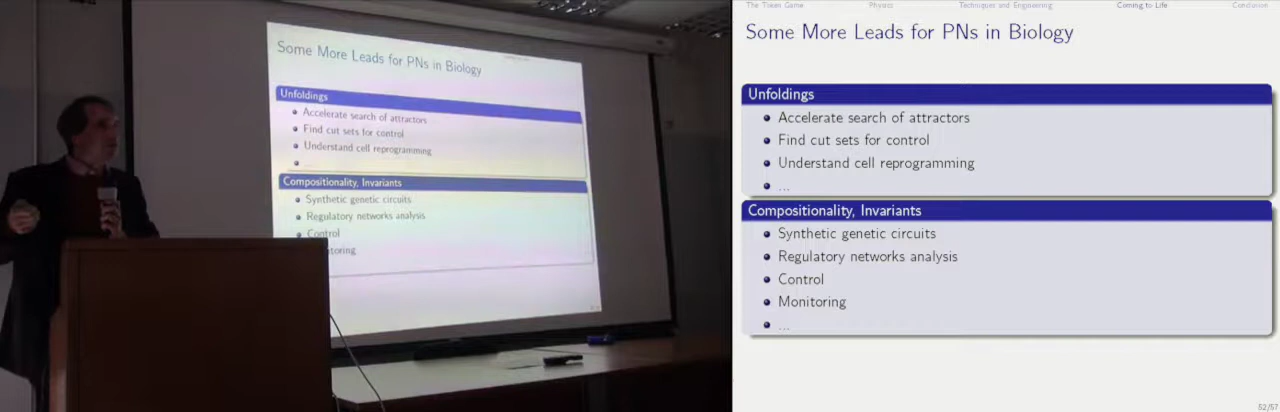 Some More Leads for PNs in Biology
Unfoldings
Accelerate search of attractors
Find cut sets for control
Understand cell reprogramming
...
Compositionality, Invariants
Synthetic genetic circuits
Regulatory networks analysis
Control
toring
The Token Game Physics Techniques and Engineering Coming to Life Conclusion
Some More Leads for PNs in Biology
Unfoldings
Accelerate search of attractors
Find cut sets for control
Understand cell reprogramming
...
Compositionality, Invariants
Synthetic genetic circuits
Regulatory networks analysis
Control
Monitoring
...
52/57